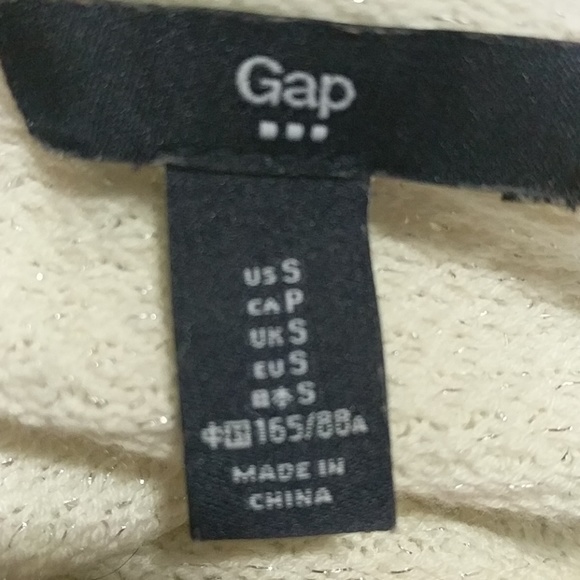 Gap
US S
CA P
UK S
EU S
日本 S
中国 165/88A
MADE IN
CHINA